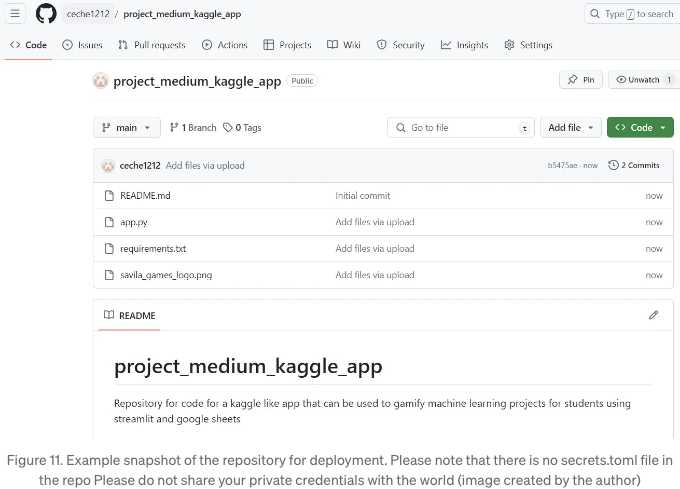 ceche1212 / project_medium_kaggle_app
Type / to search
Code Issues Pull requests Actions Projects Wiki Security Insights Settings
project_medium_kaggle_app Public
Pin
Unwatch 1
main
1 Branch 0 Tags
Go to file t
Add file
Code
ceche1212 Add files via upload b5475ae · now 2 Commits
README.md Initial commit now
app.py Add files via upload now
requirements.txt Add files via upload now
savila_games_logo.png Add files via upload now
README
project_medium_kaggle_app
Repository for code for a kaggle like app that can be used to gamify machine learning projects for students using
streamlit and google sheets
Figure 11. Example snapshot of the repository for deployment. Please note that there is no secrets.toml file in
the repo Please do not share your private credentials with the world (image created by the author)